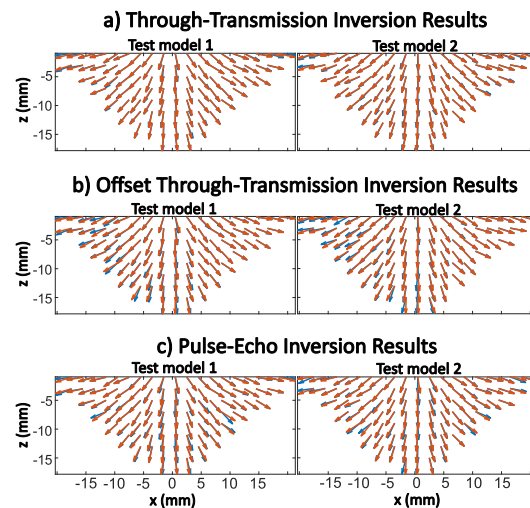 a) Through-Transmission Inversion Results
Test model 1 Test model 2
-5
-10
-15
z (mm)
b) Offset Through-Transmission Inversion Results
Test model 1 Test model 2
-5
-10
-15
z (mm)
c) Pulse-Echo Inversion Results
Test model 1 Test model 2
-5
-10
-15
z (mm)
-15 -10 -5 0 5 10 15 -15 -10 -5 0 5 10 15
x (mm) x (mm)